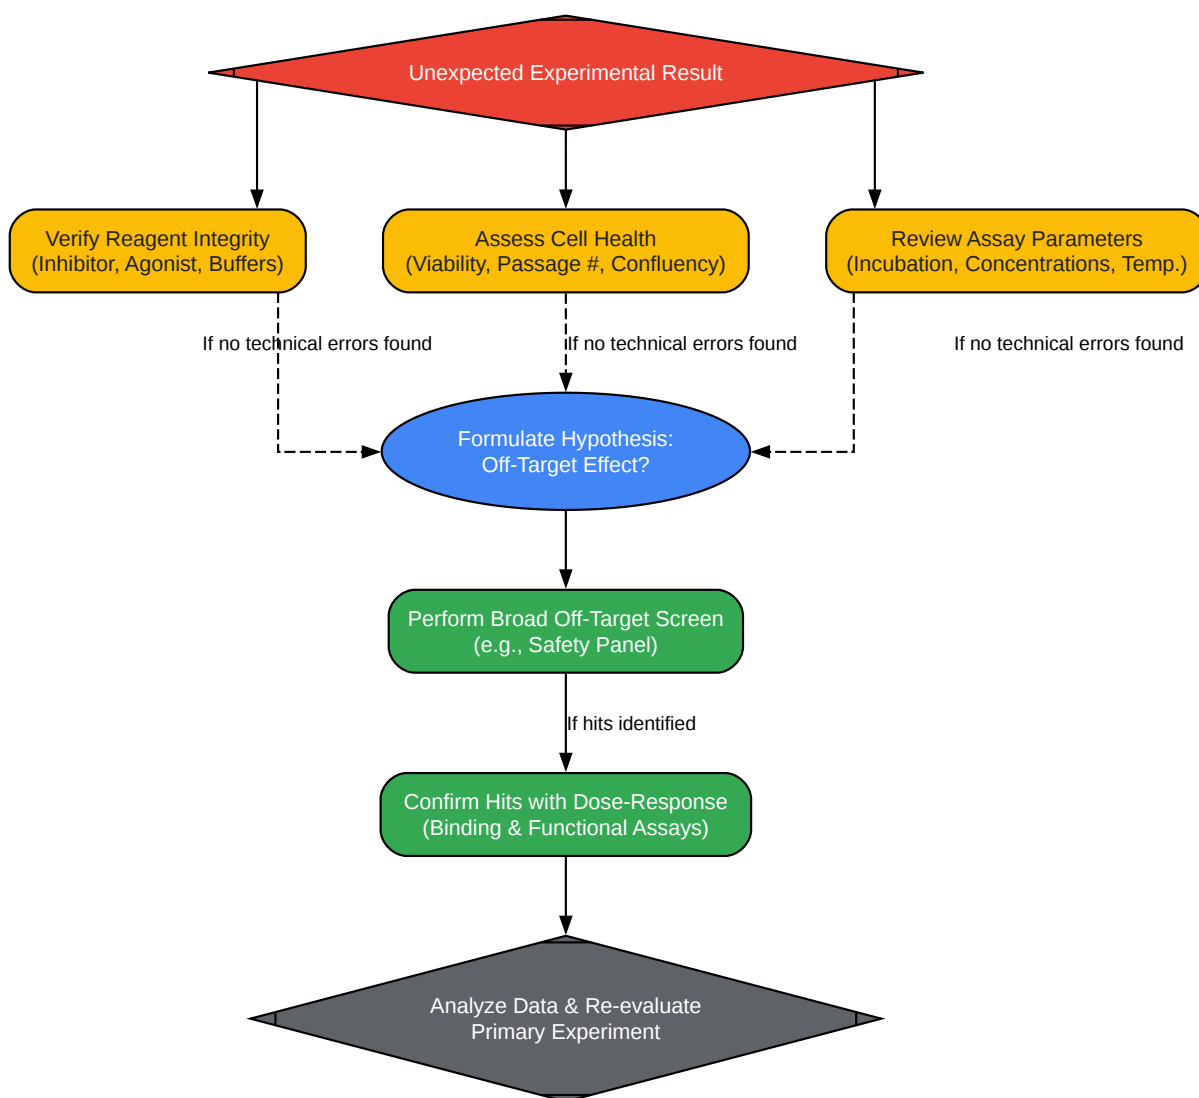 Unexpected Experimental Result
Verify Reagent Integrity
(Inhibitor, Agonist, Buffers)
Assess Cell Health
(Viability, Passage #, Confluency)
Review Assay Parameters
(Incubation, Concentrations, Temp.)
If no technical errors found
If no technical errors found
If no technical errors found
Formulate Hypothesis:
Off-Target Effect?
Perform Broad Off-Target Screen
(e.g., Safety Panel)
If hits identified
Confirm Hits with Dose-Response
(Binding & Functional Assays)
Analyze Data & Re-evaluate
Primary Experiment